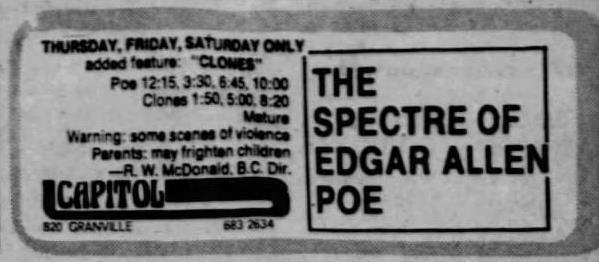 THURSDAY, FRIDAY, SATURDAY ONLY
added feature: "CLONES"
Poe 12:15, 3:30, 6:45, 10:00
Clones 1:50, 5:00, 8:20
Mature
Warning: some scenes of violence
Parents: may frighten children
—R. W. McDonald, B.C. Dir.
CAPITOL
820 GRANVILLE 683 2634
THE
SPECTRE OF
EDGAR ALLEN
POE